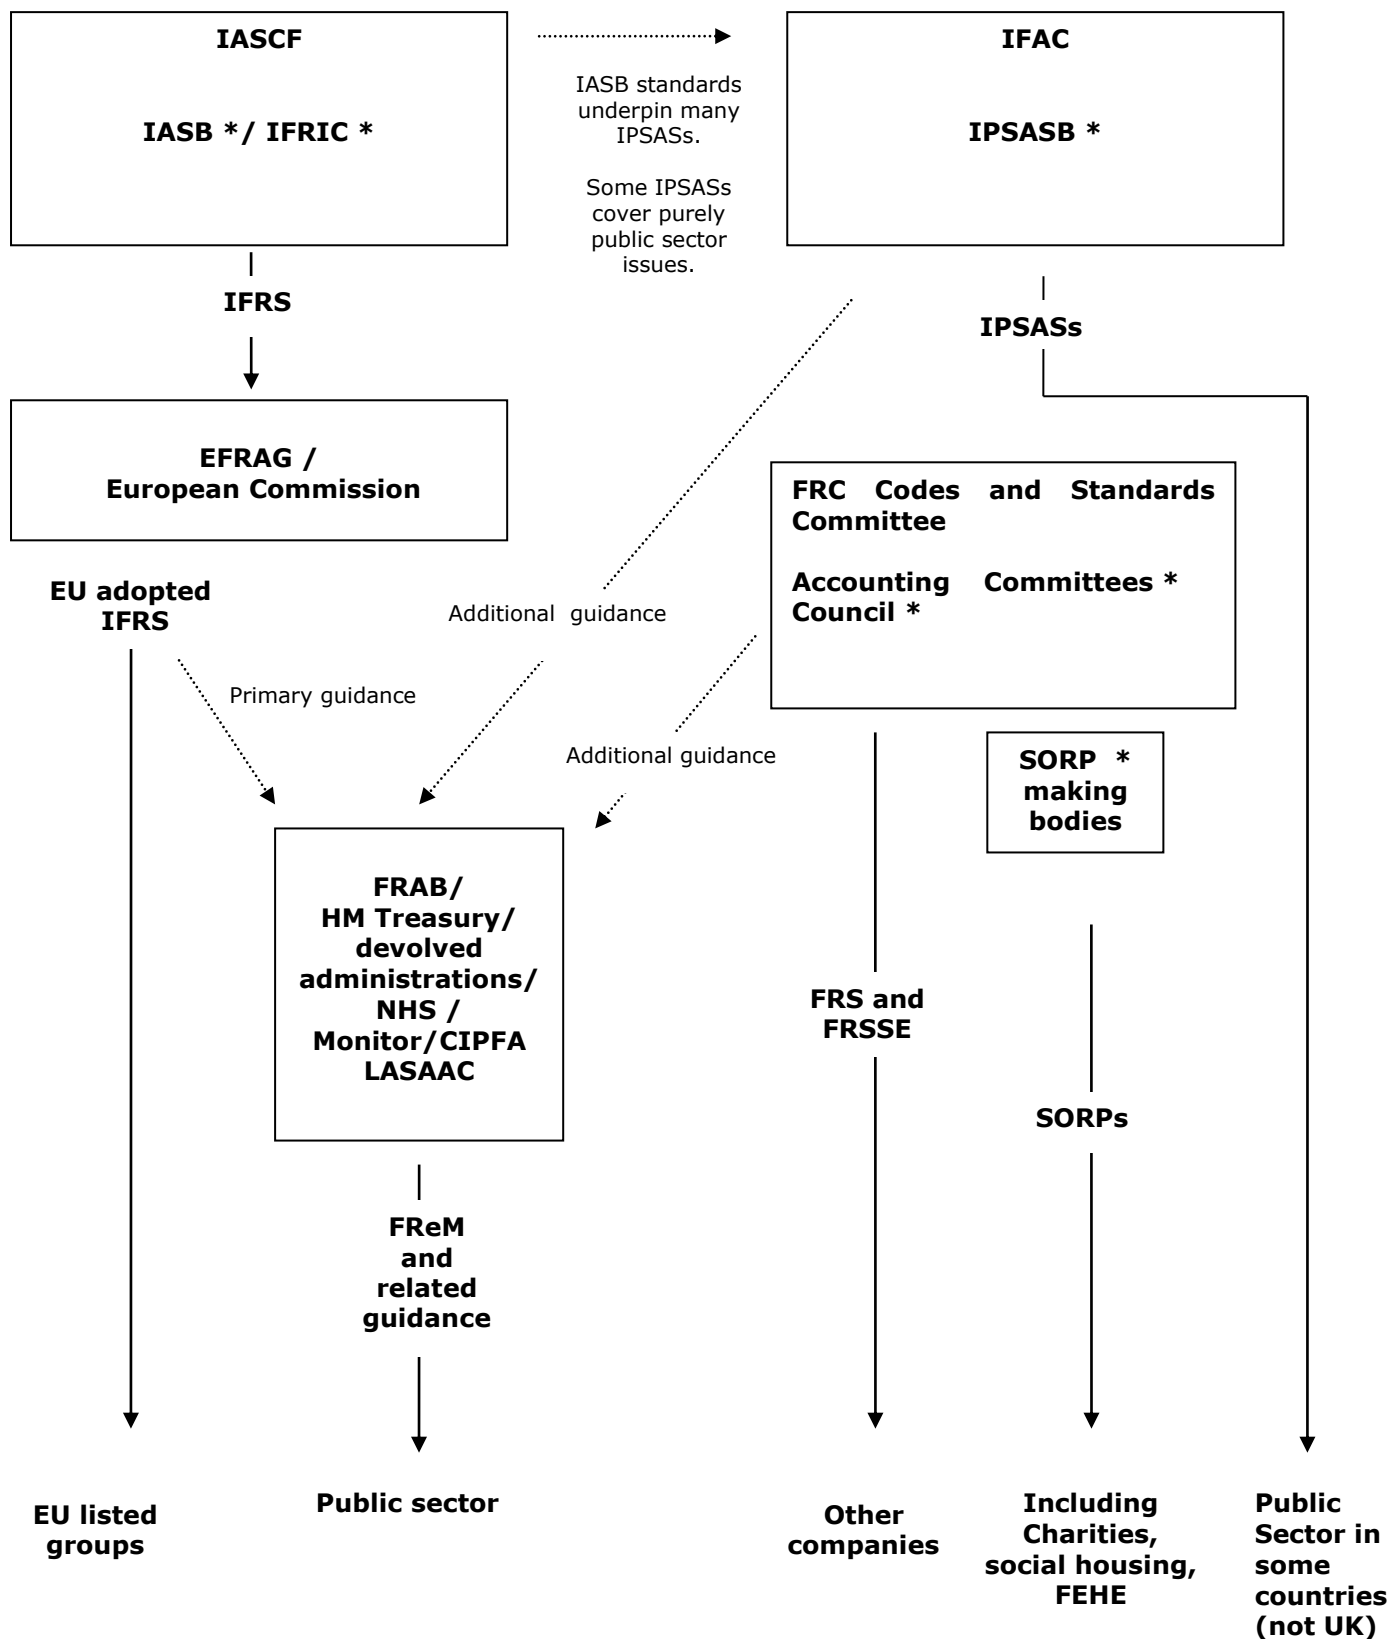 IASCF
IASB */ IFRIC *
IASB standards
underpin many
IPSASs.
Some IPSASs
cover purely
public sector
issues.
IFAC
IPSASB *
IFRS
IPSASs
EFRAG /
European Commission
FRC Codes and Standards
Committee
Accounting Committees *
Council *
EU adopted
IFRS
Additional guidance
Primary guidance
Additional guidance
SORP *
making
bodies
FRAB/
HM Treasury/
devolved
administrations/
NHS /
Monitor/CIPFA
LASAAC
FRS and
FRSSE
SORPs
FReM
and
related
guidance
EU listed
groups
Public sector
Other
companies
Including
Charities,
social housing,
FEHE
Public
Sector in
some
countries
(not UK)